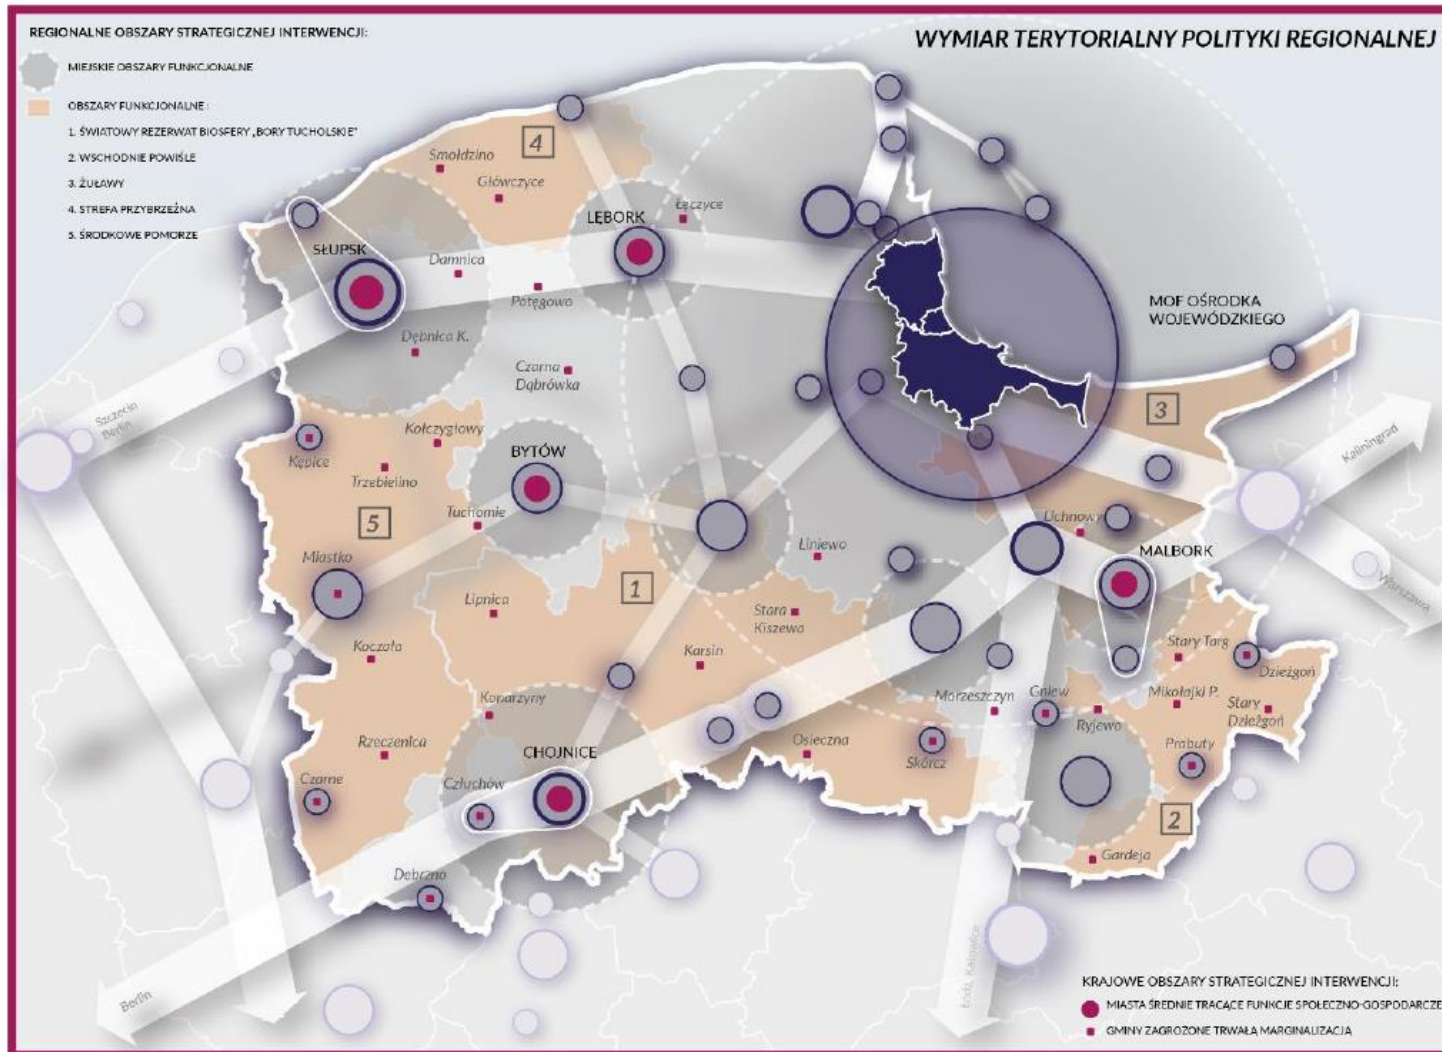 REGIONALNE OBSZARY STRATEGICZNEJ INTERWENCJI:
WYMIAR TERYTORIALNY POLITYKI REGIONALNEJ
MIEJSKIE OBSZARY FUNKCJONALNE
OBSZARY FUNKCJONALNE :
1. ŚWIATOWY REZERWAT BIOSFERY „BORY TUCHOLSKIE"
2. WSCHODNIE POWIŚLE
3. ŻUŁAWY
4. STREFA PRZYBRZEŻNA
5. ŚRODKOWE POMORZE
4
Smołdzino
Główczyce
LĘBORK
Łęczyce
SŁUPSK
Damnica
Potęgowo
MOF OŚRODKA
WOJEWÓDZKIEGO
Dębnica K.
Czarna
Dąbrówka
3
Szczecin
Berlin
Kaliningrad
Kołczygłowy
BYTÓW
Kępice
Trzebielino
5
Tuchomie
Uchnowy
Liniewo
MALBORK
Warszawa
Miastko
1
Lipnica
Stara
Kiszewo
Stary Targ
Koczała
Karsin
Dzieżgoń
Konarzyny
Morzeszczyn
Gniew
Mikołajki P.
Stary
Dzieżgoń
Ryjewo
Rzeczenica
CHOJNICE
Osieczna
Skórcz
Prabuty
Czarne
Człuchów
2
Gardeja
Debrzno
Berlin
Łódź, Katowice
KRAJOWE OBSZARY STRATEGICZNEJ INTERWENCJI:
MIASTA ŚREDNIE TRACĄCE FUNKCJE SPOŁECZNO-GOSPODARCZE
GMINY ZAGROŻONE TRWAŁĄ MARGINALIZACJĄ